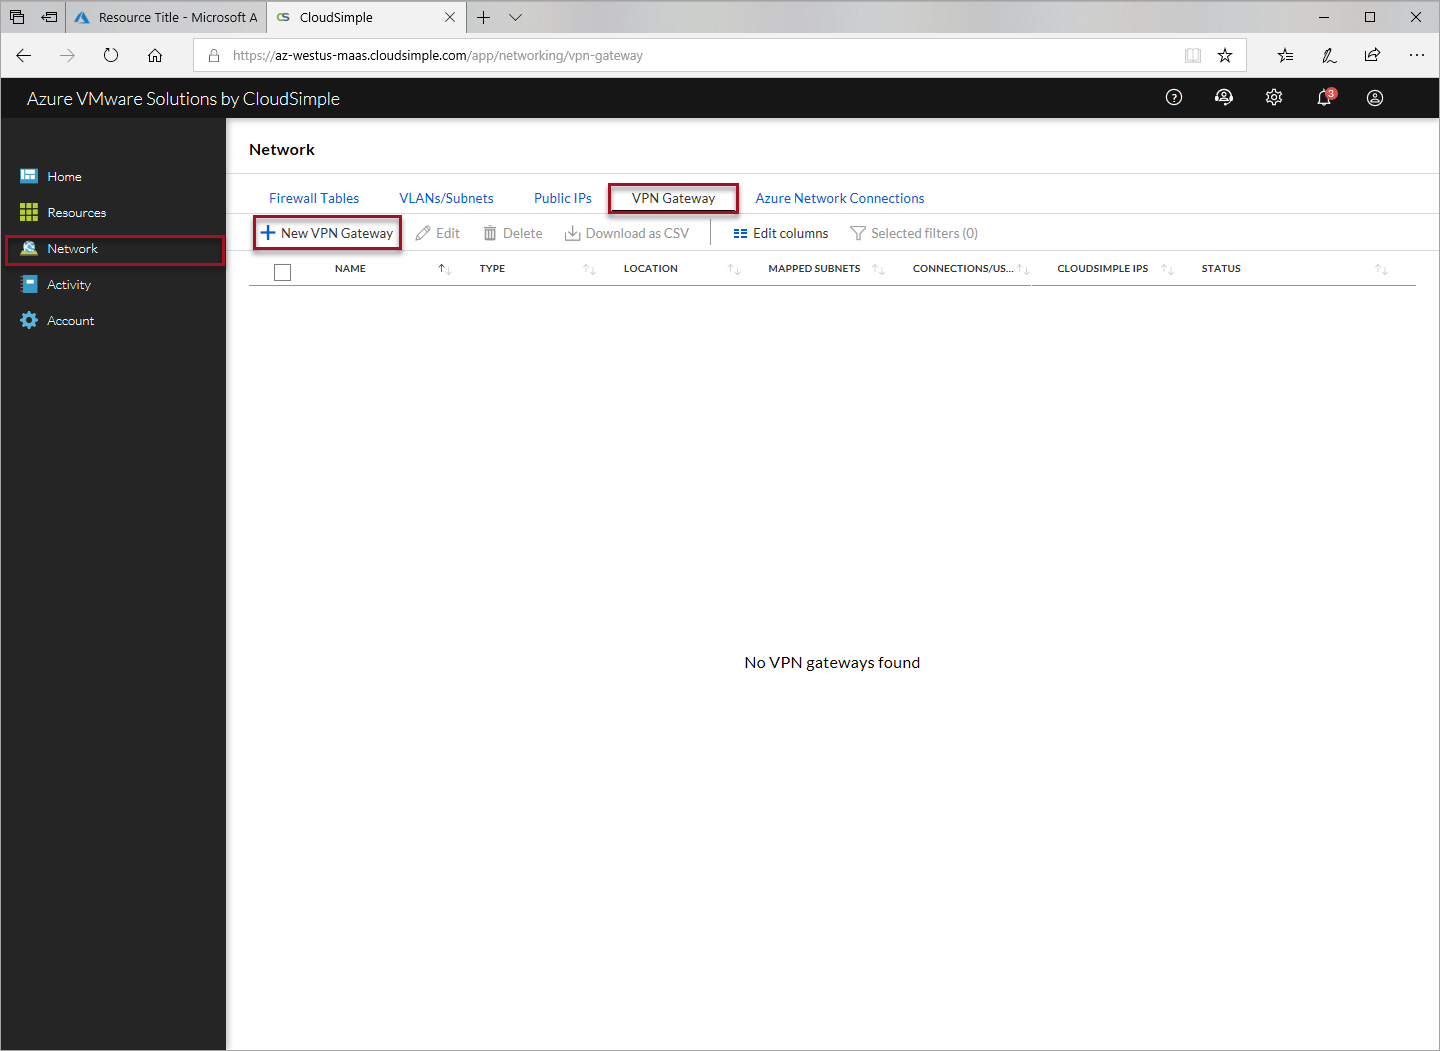 Resource Title - Microsoft A
CloudSimple
https://az-westus-maas.cloudsimple.com/app/networking/vpn-gateway
Azure VMware Solutions by CloudSimple
3
Home
Resources
Network
Activity
Account
Network
Firewall Tables VLANs/Subnets Public IPs VPN Gateway Azure Network Connections
New VPN Gateway Edit Delete Download as CSV Edit columns Selected filters (0)
NAME TYPE LOCATION MAPPED SUBNETS CONNECTIONS/US... CLOUDSIMPLE IPS STATUS
No VPN gateways found